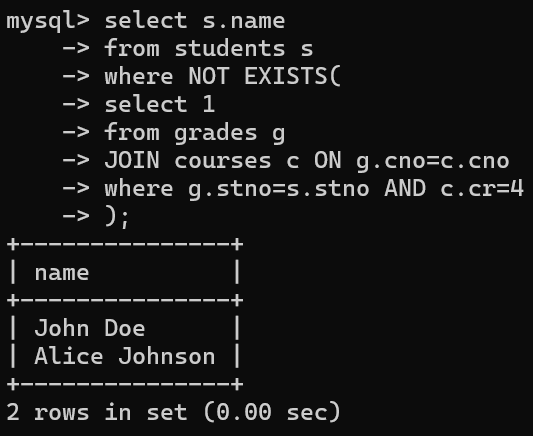 mysql> select s.name
    -> from students s
    -> where NOT EXISTS(
    -> select 1
    -> from grades g
    -> JOIN courses c ON g.cno=c.cno
    -> where g.stno=s.stno AND c.cr=4
    -> );
+---------------+
| name          |
+---------------+
| John Doe      |
| Alice Johnson |
+---------------+
2 rows in set (0.00 sec)